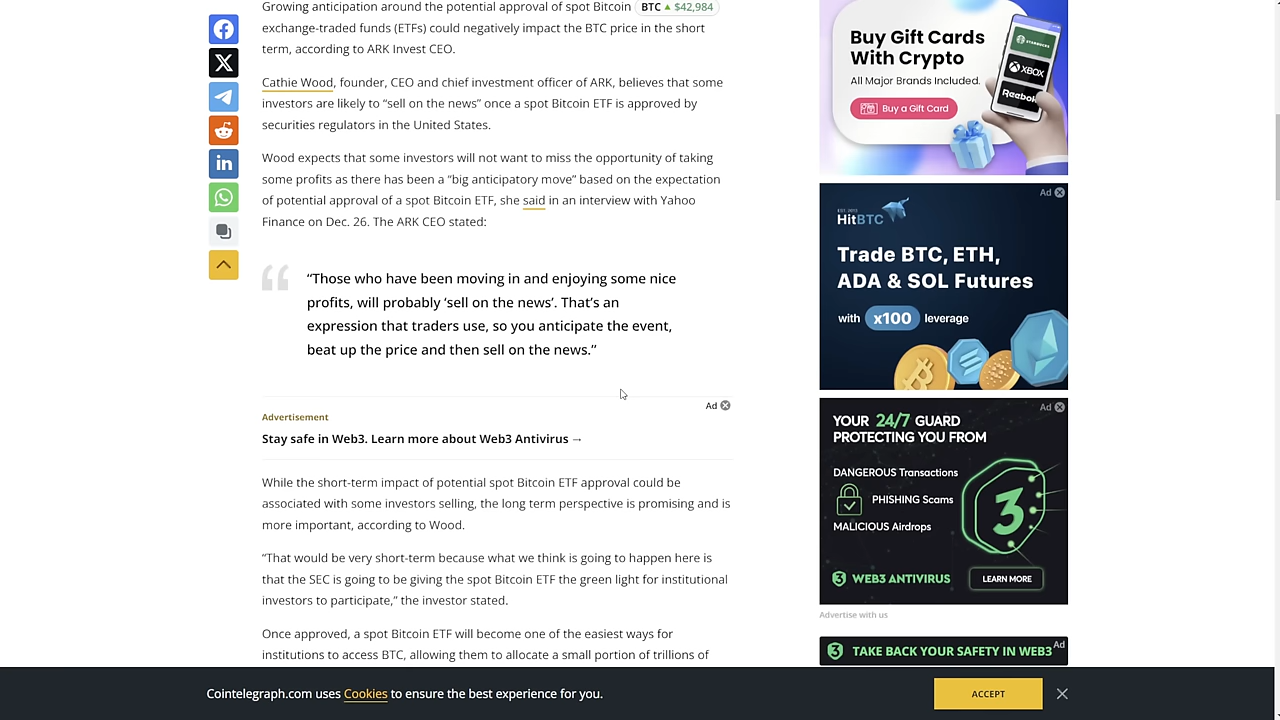 Growing anticipation around the potential approval of spot Bitcoin BTC ▲ $42,984
exchange-traded funds (ETFs) could negatively impact the BTC price in the short
term, according to ARK Invest CEO.
Cathie Wood, founder, CEO and chief investment officer of ARK, believes that some
investors are likely to “sell on the news” once a spot Bitcoin ETF is approved by
securities regulators in the United States.
Wood expects that some investors will not want to miss the opportunity of taking
some profits as there has been a “big anticipatory move” based on the expectation
of potential approval of a spot Bitcoin ETF, she said in an interview with Yahoo
Finance on Dec. 26. The ARK CEO stated:
“Those who have been moving in and enjoying some nice
profits, will probably ‘sell on the news’. That’s an
expression that traders use, so you anticipate the event,
beat up the price and then sell on the news.”
Ad
Advertisement
Stay safe in Web3. Learn more about Web3 Antivirus →
While the short-term impact of potential spot Bitcoin ETF approval could be
associated with some investors selling, the long term perspective is promising and is
more important, according to Wood.
“That would be very short-term because what we think is going to happen here is
that the SEC is going to be giving the spot Bitcoin ETF the green light for institutional
investors to participate,” the investor stated.
Once approved, a spot Bitcoin ETF will become one of the easiest ways for
institutions to access BTC, allowing them to allocate a small portion of trillions of
Buy Gift Cards
With Crypto
All Major Brands Included.
Buy a Gift Card
STARBUCKS
XBOX
Reebok
Ad
EST. 2013
HitBTC
Trade BTC, ETH,
ADA & SOL Futures
with x100 leverage
Ad
YOUR 24/7 GUARD
PROTECTING YOU FROM
DANGEROUS Transactions
PHISHING Scams
MALICIOUS Airdrops
3
WEB3 ANTIVIRUS
LEARN MORE
Advertise with us
TAKE BACK YOUR SAFETY IN WEB3
Ad
Cointelegraph.com uses Cookies to ensure the best experience for you.
ACCEPT